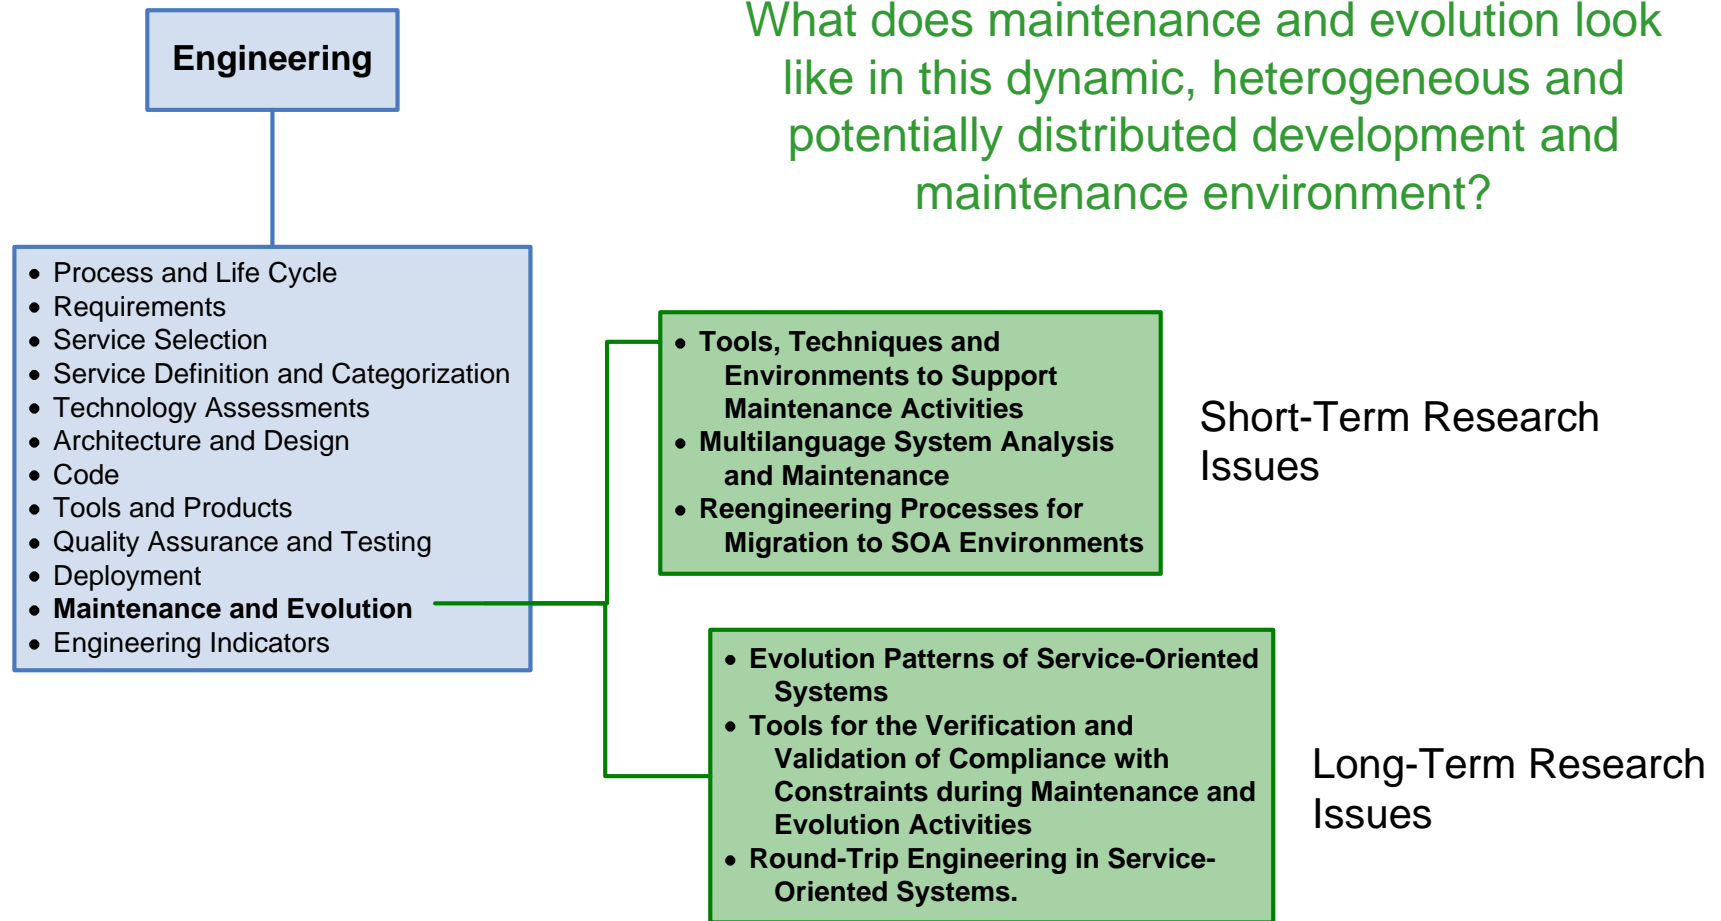 Engineering
What does maintenance and evolution look
like in this dynamic, heterogeneous and
potentially distributed development and
maintenance environment?
• Process and Life Cycle
• Requirements
• Service Selection
• Service Definition and Categorization
• Technology Assessments
• Architecture and Design
• Code
• Tools and Products
• Quality Assurance and Testing
• Deployment
• Maintenance and Evolution
• Engineering Indicators
• Tools, Techniques and
Environments to Support
Maintenance Activities
• Multilanguage System Analysis
and Maintenance
• Reengineering Processes for
Migration to SOA Environments
Short-Term Research
Issues
• Evolution Patterns of Service-Oriented
Systems
• Tools for the Verification and
Validation of Compliance with
Constraints during Maintenance and
Evolution Activities
• Round-Trip Engineering in Service-
Oriented Systems.
Long-Term Research
Issues